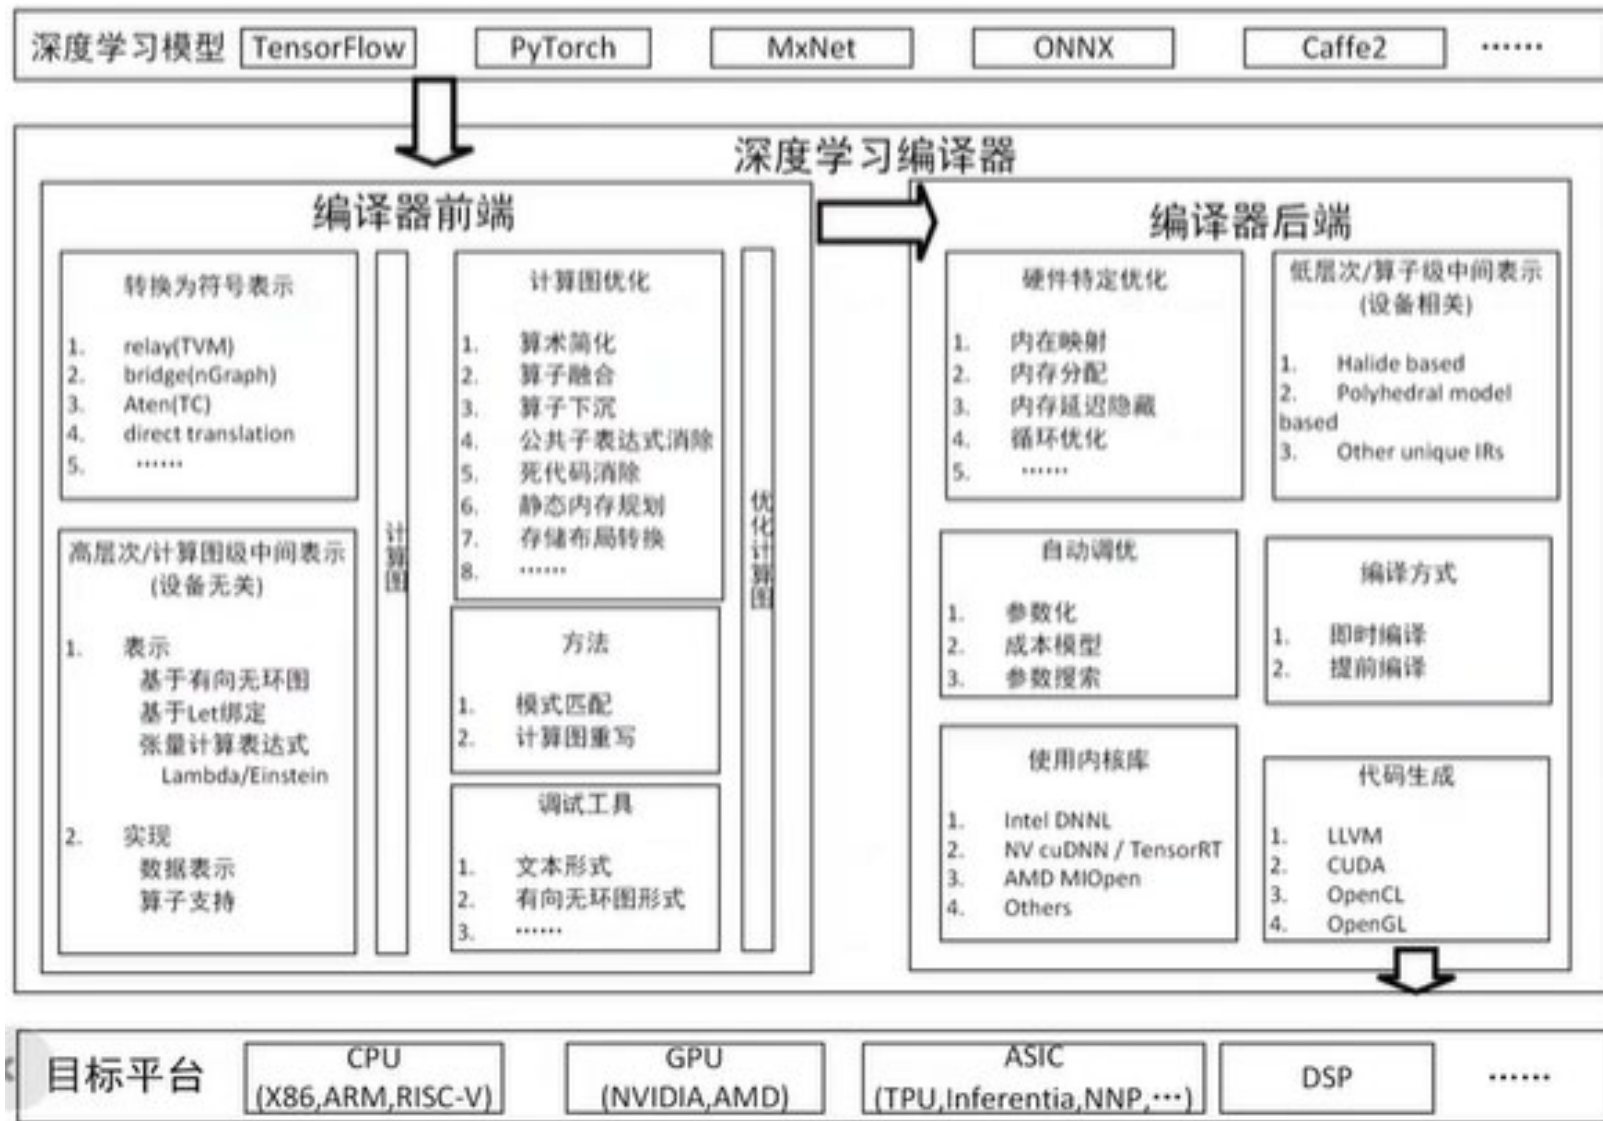 深度学习模型 TensorFlow PyTorch MxNet ONNX Caffe2 ……
深度学习编译器
编译器前端
转换为符号表示
1. relay(TVM)
2. bridge(nGraph)
3. Aten(TC)
4. direct translation
5. ……
高层次/计算图级中间表示
(设备无关)
1. 表示
基于有向无环图
基于Let绑定
张量计算表达式
Lambda/Einstein
2. 实现
数据表示
算子支持
计算图
计算图优化
1. 算术简化
2. 算子融合
3. 算子下沉
4. 公共子表达式消除
5. 死代码消除
6. 静态内存规划
7. 存储布局转换
8. ……
方法
1. 模式匹配
2. 计算图重写
调试工具
1. 文本形式
2. 有向无环图形式
3. ……
优化计算图
编译器后端
硬件特定优化
1. 内在映射
2. 内存分配
3. 内存延迟隐藏
4. 循环优化
5. ……
低层次/算子级中间表示
(设备相关)
1. Halide based
2. Polyhedral model
based
3. Other unique IRs
自动调优
1. 参数化
2. 成本模型
3. 参数搜索
编译方式
1. 即时编译
2. 提前编译
使用内核库
1. Intel DNNL
2. NV cuDNN / TensorRT
3. AMD MIOpen
4. Others
代码生成
1. LLVM
2. CUDA
3. OpenCL
4. OpenGL
目标平台
CPU
(X86,ARM,RISC-V)
GPU
(NVIDIA,AMD)
ASIC
(TPU,Inferentia,NNP,…)
DSP
……